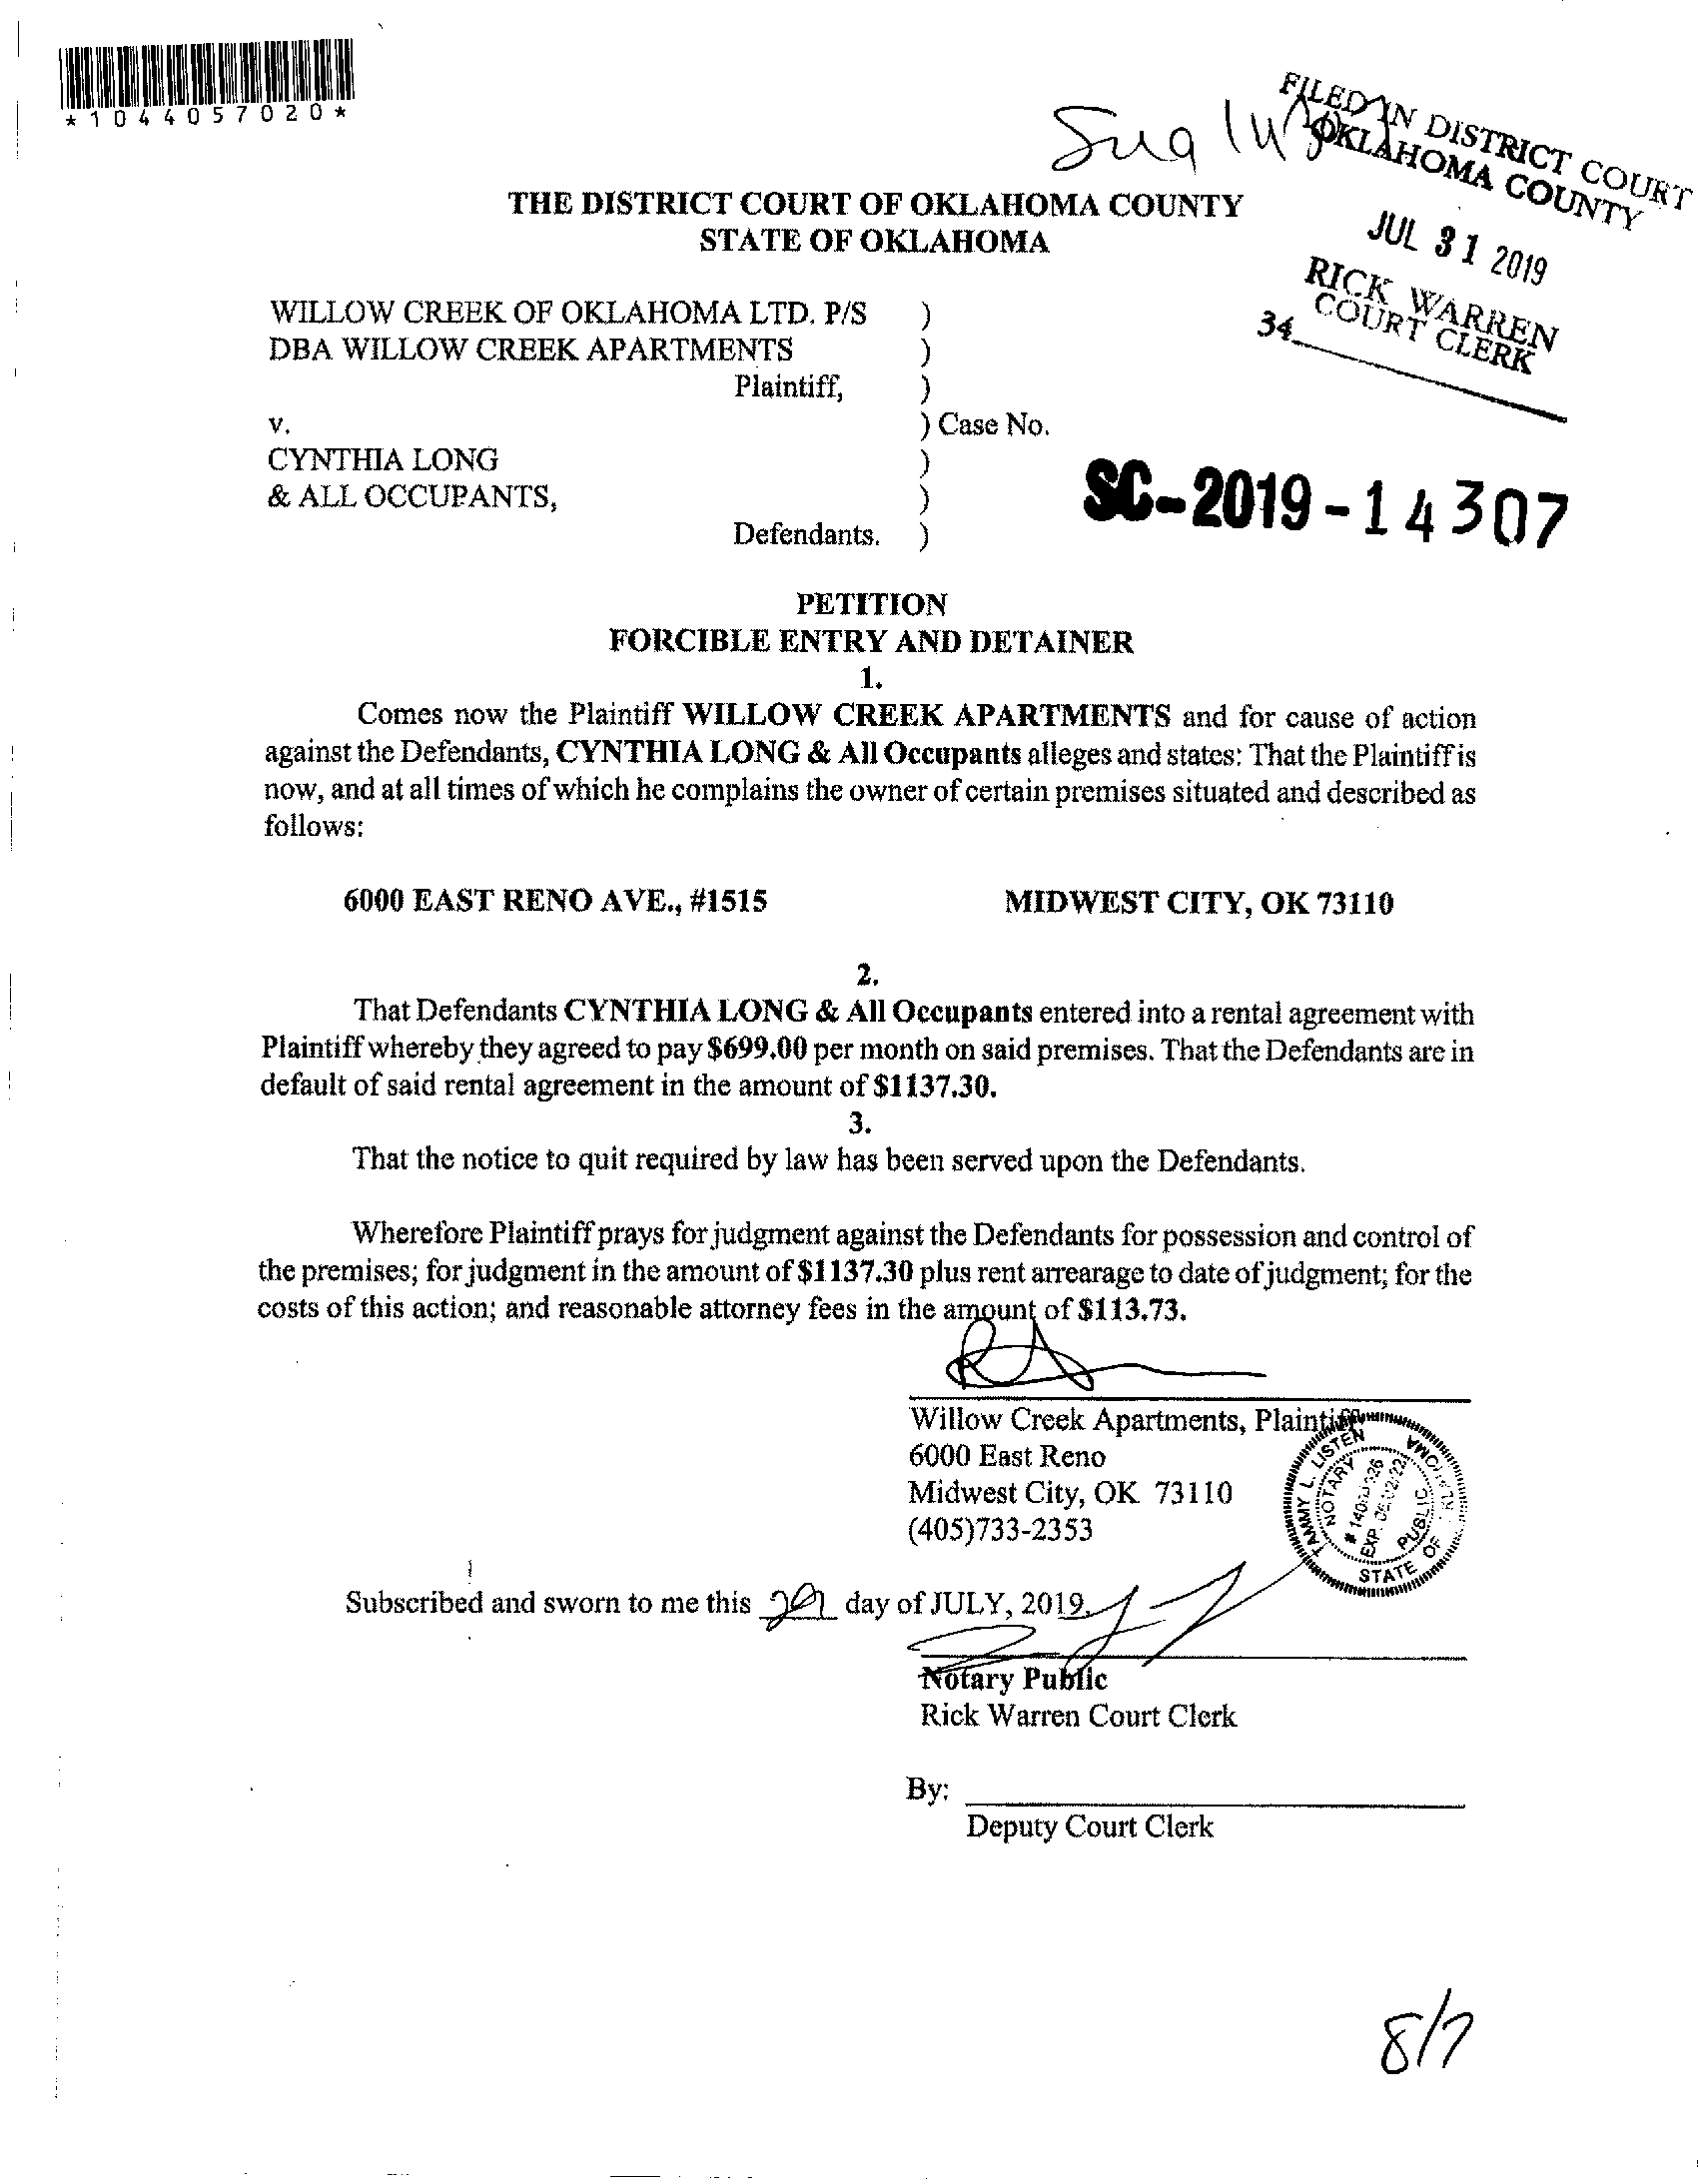 *1044057020*
FILED IN DISTRICT COURT
OKLAHOMA COUNTY
JUL 31 2019
RICK WARREN
COURT CLERK
34
THE DISTRICT COURT OF OKLAHOMA COUNTY
STATE OF OKLAHOMA
WILLOW CREEK OF OKLAHOMA LTD. P/S )
DBA WILLOW CREEK APARTMENTS )
Plaintiff, )
v. ) Case No.
CYNTHIA LONG )
& ALL OCCUPANTS, )
SC-2019-14307
Defendants. )
PETITION
FORCIBLE ENTRY AND DETAINER
1.
Comes now the Plaintiff WILLOW CREEK APARTMENTS and for cause of action
against the Defendants, CYNTHIA LONG & All Occupants alleges and states: That the Plaintiff is
now, and at all times of which he complains the owner of certain premises situated and described as
follows:
6000 EAST RENO AVE., #1515 MIDWEST CITY, OK 73110
2.
That Defendants CYNTHIA LONG & All Occupants entered into a rental agreement with
Plaintiff whereby they agreed to pay $699.00 per month on said premises. That the Defendants are in
default of said rental agreement in the amount of $1137.30.
3.
That the notice to quit required by law has been served upon the Defendants.
Wherefore Plaintiff prays for judgment against the Defendants for possession and control of
the premises; for judgment in the amount of $1137.30 plus rent arrearage to date of judgment; for the
costs of this action; and reasonable attorney fees in the amount of $113.73.
Willow Creek Apartments, Plaintiff
6000 East Reno
Midwest City, OK 73110
(405)733-2353
TAMMY L. LISTEN
NOTARY
PUBLIC
STATE OF OKLAHOMA
EXP. 06/02/22
Subscribed and sworn to me this day of JULY, 2019.
Notary Public
Rick Warren Court Clerk
By:
Deputy Court Clerk
8/7